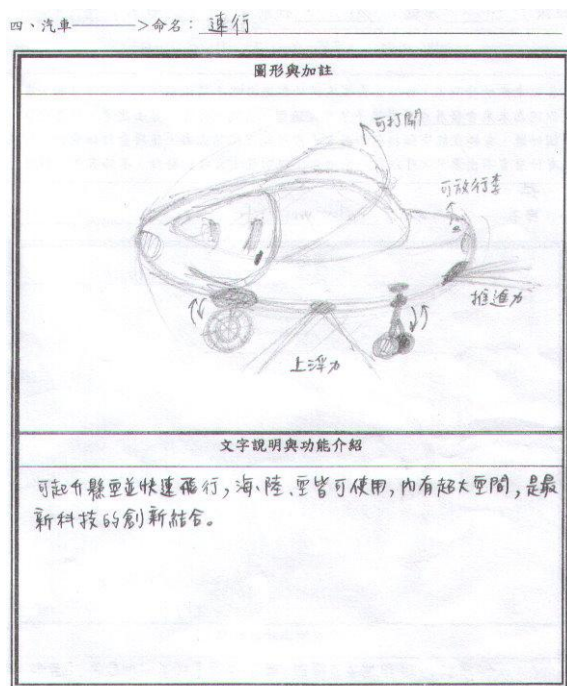 四、汽車————>命名：速行
圖形與加註
可打開
可放行李
推進力
上浮力
文字說明與功能介紹
可起升懸空並快速飛行，海、陸、空皆可使用，內有超大空間，是最
新科技的創新結合。